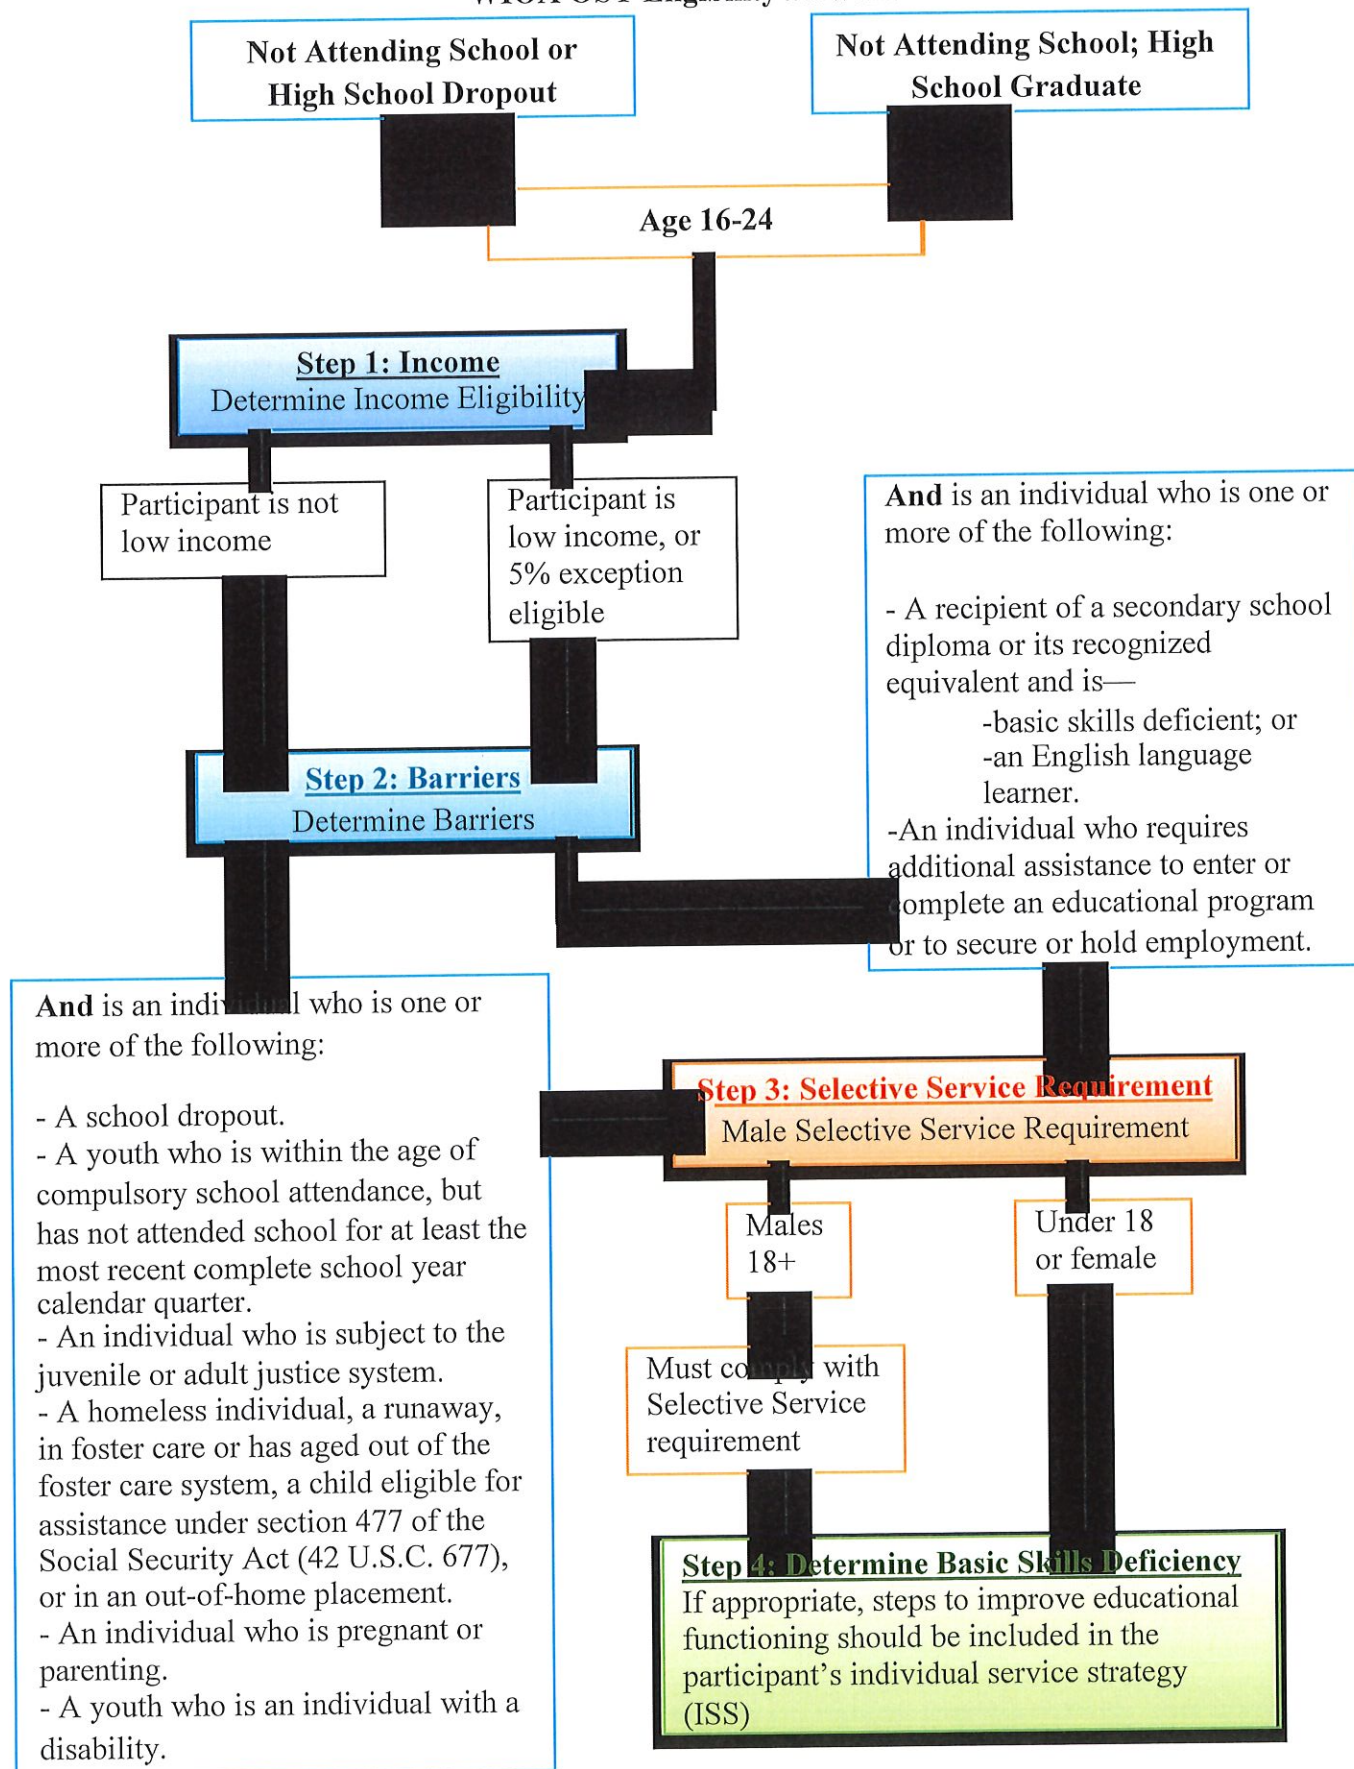 WIOA OSY Eligibility
Not Attending School or
High School Dropout
Not Attending School; High
School Graduate
Age 16-24
Step 1: Income
Determine Income Eligibility
Participant is not
low income
Participant is
low income, or
5% exception
eligible
And is an individual who is one or
more of the following:
- A recipient of a secondary school
diploma or its recognized
equivalent and is—
-basic skills deficient; or
-an English language
learner.
-An individual who requires
additional assistance to enter or
complete an educational program
or to secure or hold employment.
Step 2: Barriers
Determine Barriers
And is an individual who is one or
more of the following:
- A school dropout.
- A youth who is within the age of
compulsory school attendance, but
has not attended school for at least the
most recent complete school year
calendar quarter.
- An individual who is subject to the
juvenile or adult justice system.
- A homeless individual, a runaway,
in foster care or has aged out of the
foster care system, a child eligible for
assistance under section 477 of the
Social Security Act (42 U.S.C. 677),
or in an out-of-home placement.
- An individual who is pregnant or
parenting.
- A youth who is an individual with a
disability.
Step 3: Selective Service Requirement
Male Selective Service Requirement
Males
18+
Under 18
or female
Must comply with
Selective Service
requirement
Step 4: Determine Basic Skills Deficiency
If appropriate, steps to improve educational
functioning should be included in the
participant's individual service strategy
(ISS)